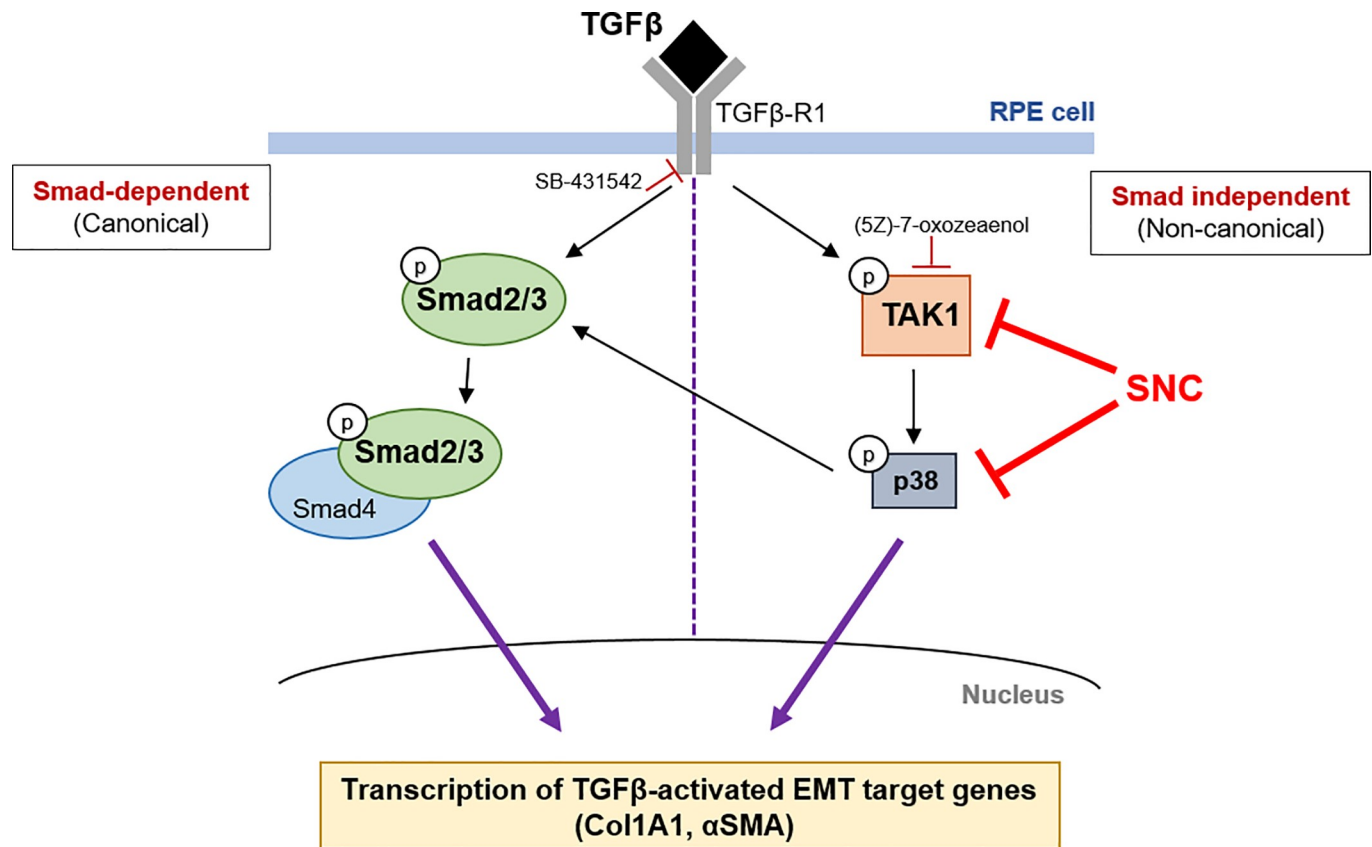 TGFβ
TGFβ-R1
RPE cell
SB-431542
Smad-dependent
(Canonical)
Smad independent
(Non-canonical)
(5Z)-7-oxozeaenol
p
Smad2/3
p
TAK1
SNC
p
Smad2/3
Smad4
p
p38
Nucleus
Transcription of TGFβ-activated EMT target genes
(Col1A1, αSMA)